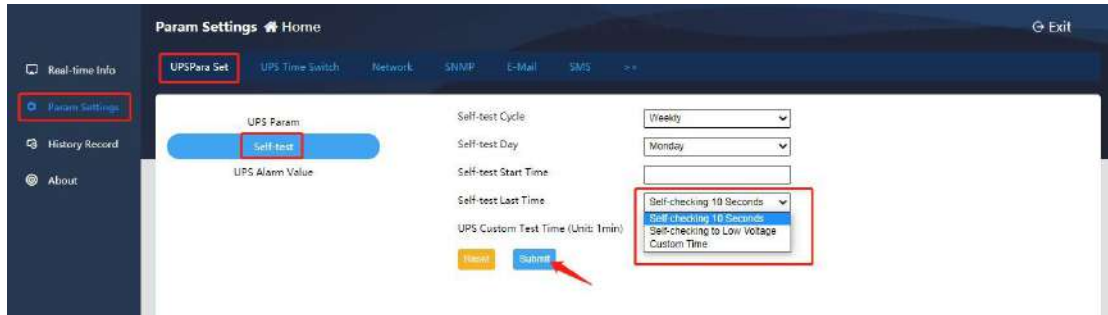 Param Settings Home
Exit
Real-time Info
Param Settings
History Record
About
UPSPara Set UPS Time Switch Network SNMP E-Mail SMS >>
UPS Param
Self-test
UPS Alarm Value
Self-test Cycle Weekly
Self-test Day Monday
Self-test Start Time
Self-test Last Time Self-checking 10 Seconds
Self-checking 10 Seconds
Self-checking to Low Voltage
Custom Time
UPS Custom Test Time (Unit: 1min)
Reset Submit